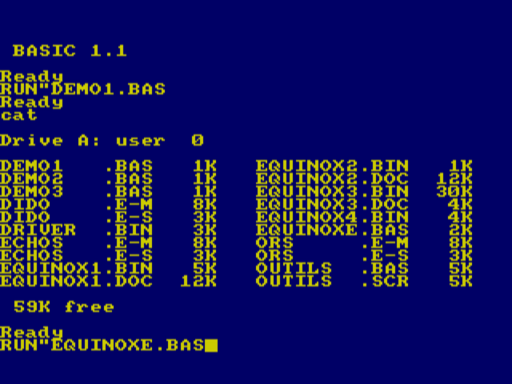 BASIC 1.1
Ready
RUN"DEMO1.BAS
Ready
cat
Drive A: user  0
DEMO1   .BAS   1K   EQUINOX2.BIN   1K
DEMO2   .BAS   1K   EQUINOX2.DOC  12K
DEMO3   .BAS   1K   EQUINOX3.BIN  30K
DIDO    .E-M   8K   EQUINOX3.DOC   4K
DIDO    .E-S   3K   EQUINOX4.BIN   4K
DRIVER  .BIN   3K   EQUINOXE.BAS   2K
ECHOS   .E-M   8K   ORS     .E-M   8K
ECHOS   .E-S   3K   ORS     .E-S   3K
EQUINOX1.BIN   5K   OUTILS  .BAS   5K
EQUINOX1.DOC  12K   OUTILS  .SCR   5K
59K free
Ready
RUN"EQUINOXE.BAS